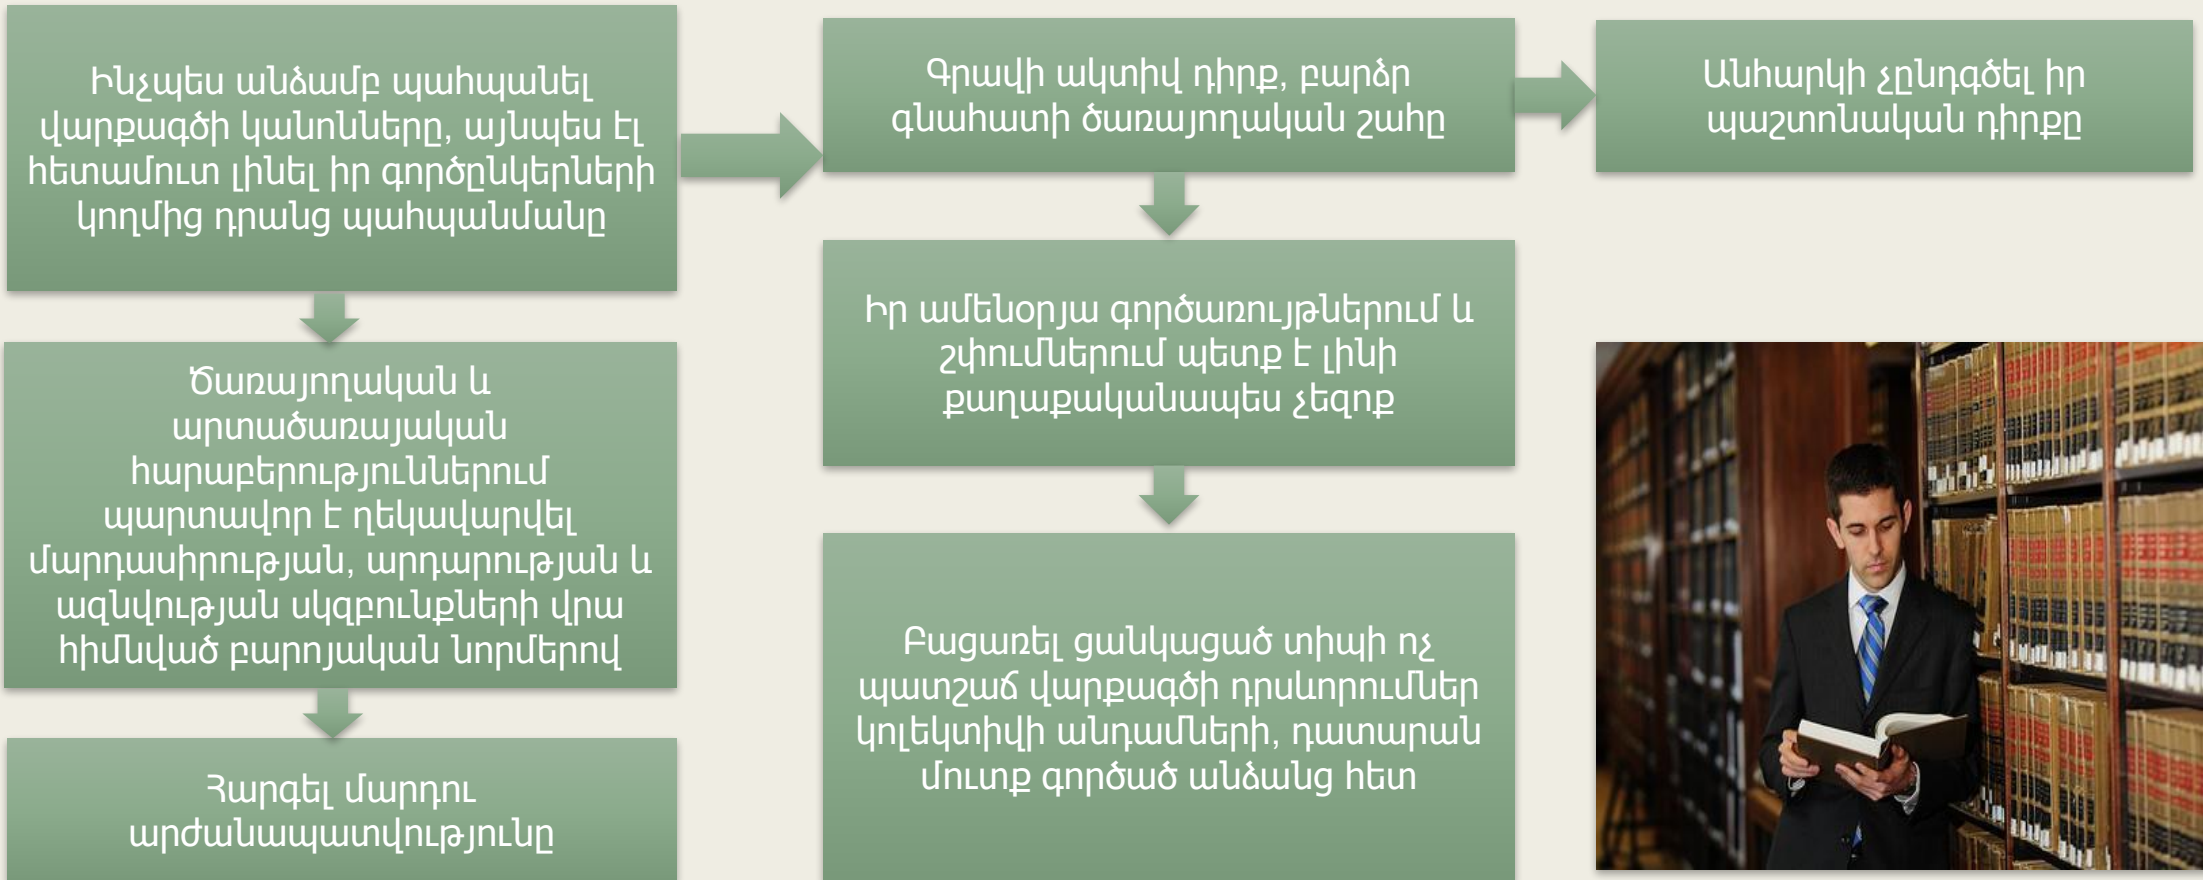 Ինչպես անձամբ պահպանել
վարքագծի կանոնները, այնպես էլ
հետամուտ լինել իր գործընկերների
կողմից դրանց պահպանմանը
Ծառայողական և
արտածառայական
հարաբերություններում
պարտավոր է ղեկավարվել
մարդասիրության, արդարության և
ազնվության սկզբունքների վրա
հիմնված բարոյական նորմերով
Հարգել մարդու
արժանապատվությունը
Գրավի ակտիվ դիրք, բարձր
գնահատի ծառայողական շահը
Իր ամենօրյա գործառույթներում և
շփումներում պետք է լինի
քաղաքականապես չեզոք
Բացառել ցանկացած տիպի ոչ
պատշաճ վարքագծի դրսևորումներ
կոլեկտիվի անդամների, դատարան
մուտք գործած անձանց հետ
Անհարկի չընդգծել իր
պաշտոնական դիրքը